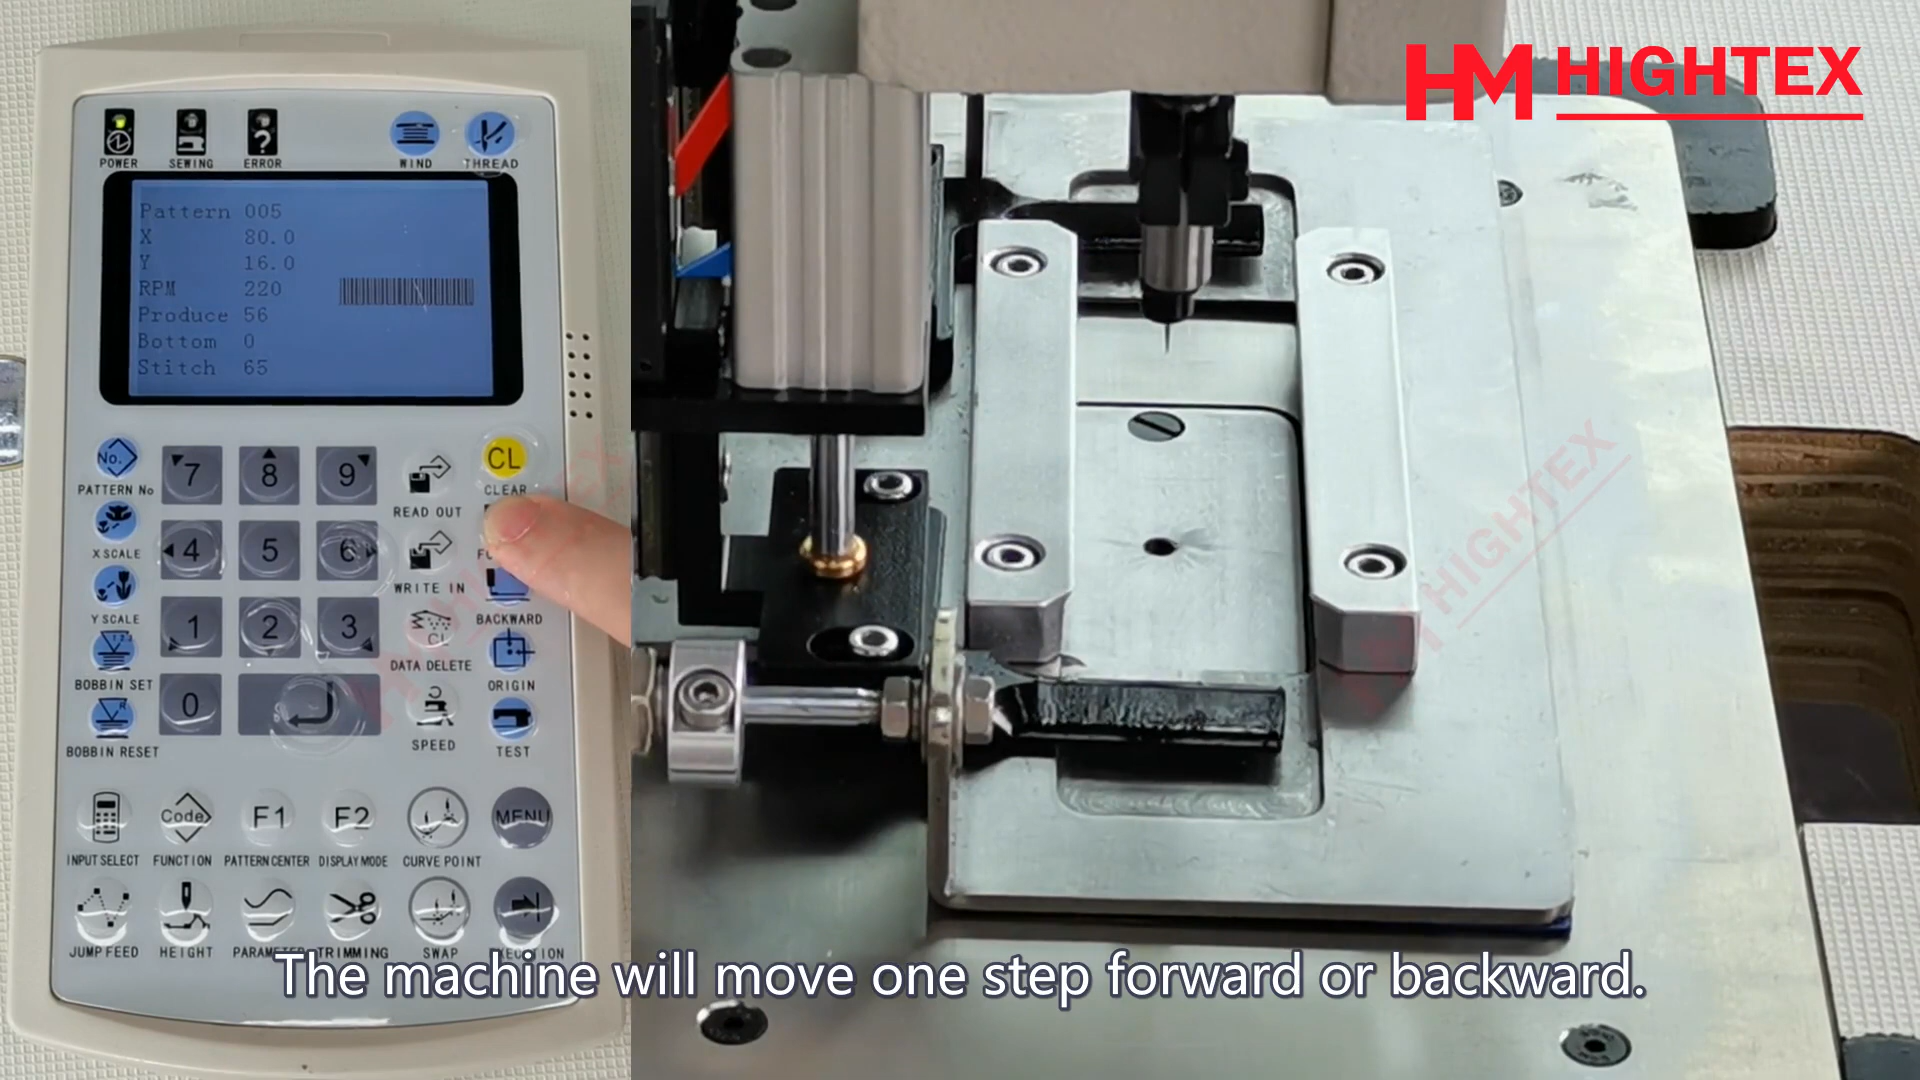 HM HIGHTEX
POWER SEWING ERROR WIND THREAD
Pattern 005
X 80.0
Y 16.0
RPM 220
Produce 56
Bottom 0
Stitch 65
No. 7 8 9 CL
PATTERN No READ OUT CLEAR
4 5 6
X SCALE WRITE IN
1 2 3 CL BACKWARD
Y SCALE
DATA DELETE
BOBBIN SET ORIGIN
0
BOBBIN RESET SPEED TEST
Code F1 F2 MENU
INPUT SELECT FUNCTION PATTERN CENTER DISPLAY MODE CURVE POINT
JUMP FEED HEIGHT TRIMMING SWAP
The machine will move one step forward or backward.
HM HIGHTEX